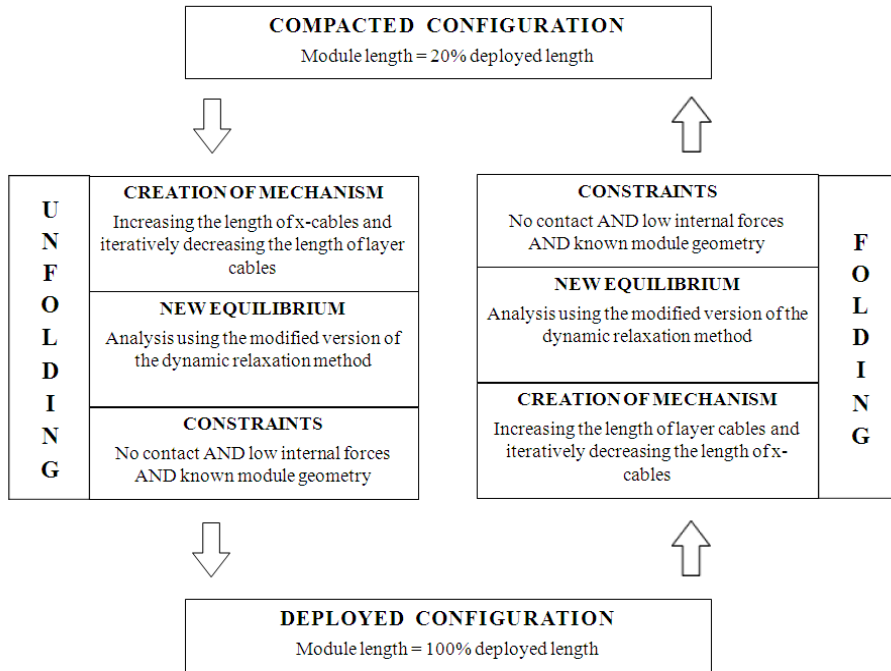 COMPACTED CONFIGURATION
Module length = 20% deployed length
UNFOLDING
CREATION OF MECHANISM
Increasing the length of x-cables and
iteratively decreasing the length of layer
cables
NEW EQUILIBRIUM
Analysis using the modified version of
the dynamic relaxation method
CONSTRAINTS
No contact AND low internal forces
AND known module geometry
CONSTRAINTS
No contact AND low internal forces
AND known module geometry
NEW EQUILIBRIUM
Analysis using the modified version of the
dynamic relaxation method
CREATION OF MECHANISM
Increasing the length of layer cables and
iteratively decreasing the length of x-
cables
FOLDING
DEPLOYED CONFIGURATION
Module length = 100% deployed length